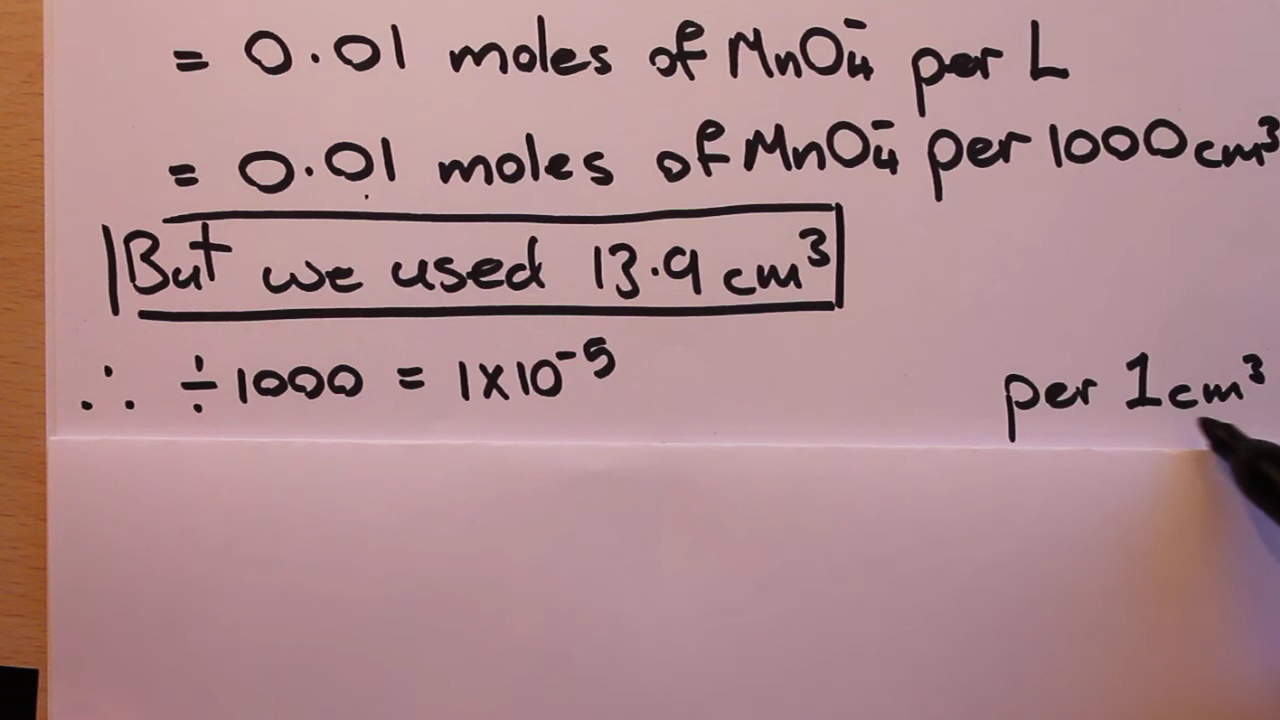 = 0.01 moles of MnO₄⁻ per L
= 0.01 moles of MnO₄⁻ per 1000 cm³
But we used 13.9 cm³
∴ ÷ 1000 = 1 X 10⁻⁵ per 1 cm³